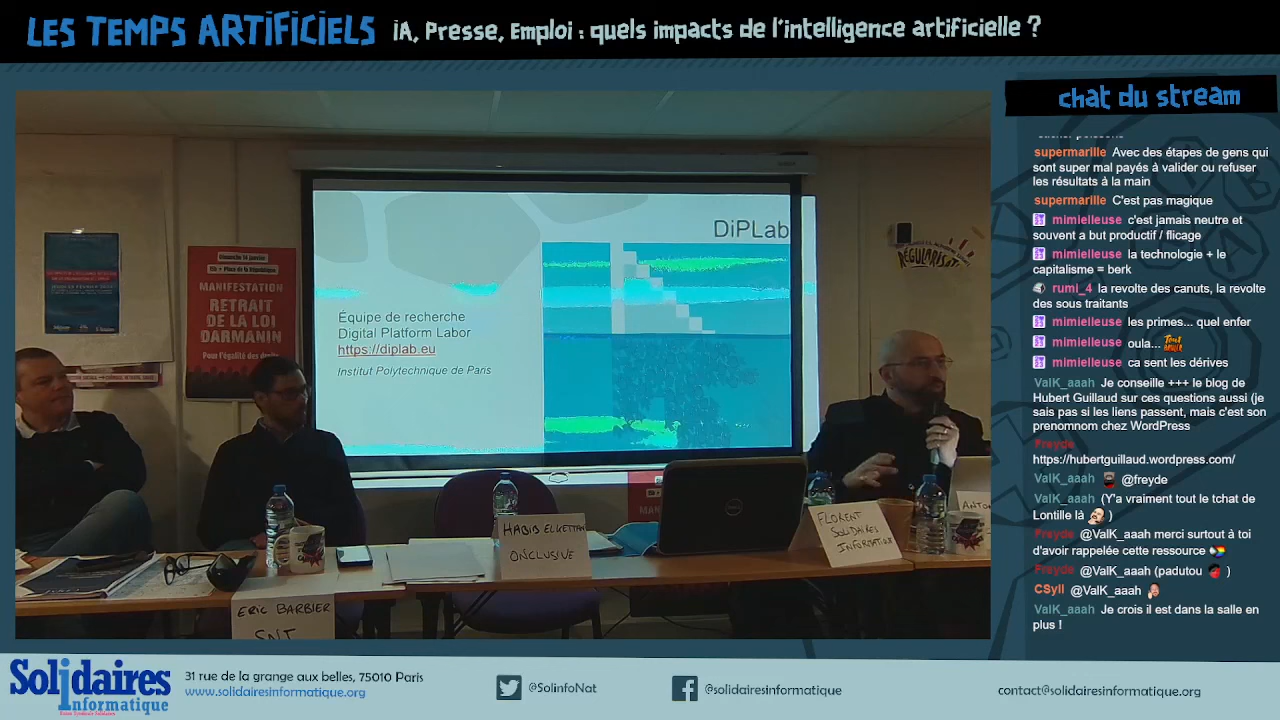 LES TEMPS ARTIFICIELS
IA, Presse, Emploi : quels impacts de l'intelligence artificielle ?
chat du stream
supermarille Avec des étapes de gens qui
sont super mal payés à valider ou refuser
les résultats à la main
supermarille C'est pas magique
mimielleuse c'est jamais neutre et
souvent a but productif / flicage
mimielleuse la technologie + le
capitalisme = berk
rumi_4 la revolte des canuts, la revolte
des sous traitants
mimielleuse les primes... quel enfer
mimielleuse oula...
mimielleuse ca sent les dérives
ValK_aaah Je conseille +++ le blog de
Hubert Guillaud sur ces questions aussi (je
sais pas si les liens passent, mais c'est son
prenomnom chez WordPress
Freyde
https://hubertguillaud.wordpress.com/
ValK_aaah @freyde
ValK_aaah (Y'a vraiment tout le tchat de
Lontille là )
Freyde @ValK_aaah merci surtout à toi
d'avoir rappelée cette ressource
Freyde @ValK_aaah (padutou )
CSyll @ValK_aaah
ValK_aaah Je crois il est dans la salle en
plus !
DiPLab
Équipe de recherche
Digital Platform Labor
https://diplab.eu
Institut Polytechnique de Paris
MANIFESTATION
RETRAIT
DE LA LOI
DARMANIN
Pour l'égalité des droits
HABIB ELKETTAN
ONCLUSIVE
FLORENT
SOLIDAIRES
INFORMATIQUE
ERIC BARBIER
SNJ
Solidaires
Informatique
31 rue de la grange aux belles, 75010 Paris
www.solidairesinformatique.org
@SolinfoNat
@solidairesinformatique
contact@solidairesinformatique.org